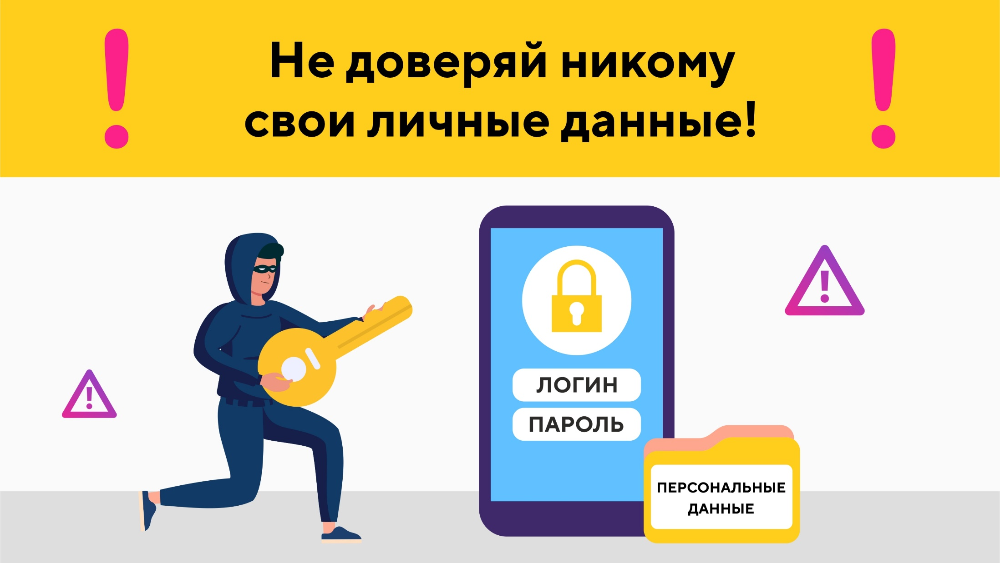 Не доверяй никому
свои личные данные!
ЛОГИН
ПАРОЛЬ
ПЕРСОНАЛЬНЫЕ
ДАННЫЕ